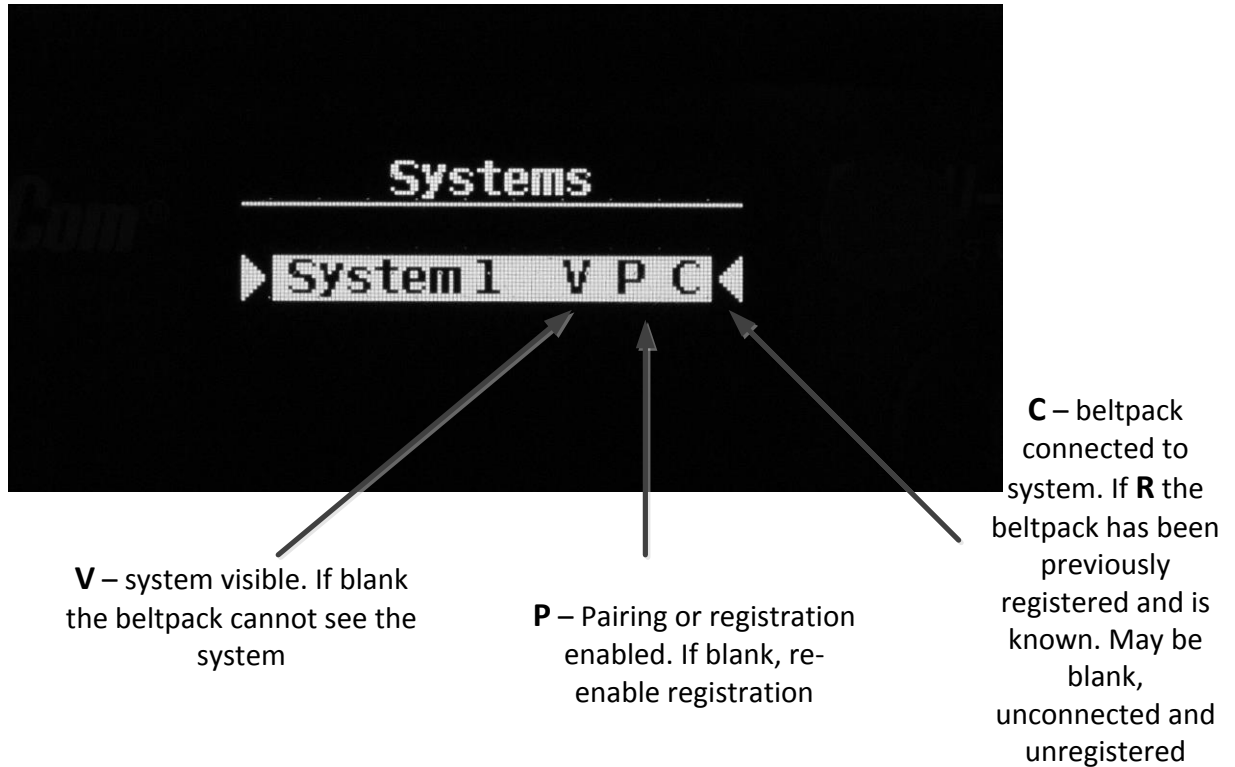 Systems
System 1 V P C
V – system visible. If blank
the beltpack cannot see the
system
P – Pairing or registration
enabled. If blank, re-
enable registration
C – beltpack
connected to
system. If R the
beltpack has been
previously
registered and is
known. May be
blank,
unconnected and
unregistered